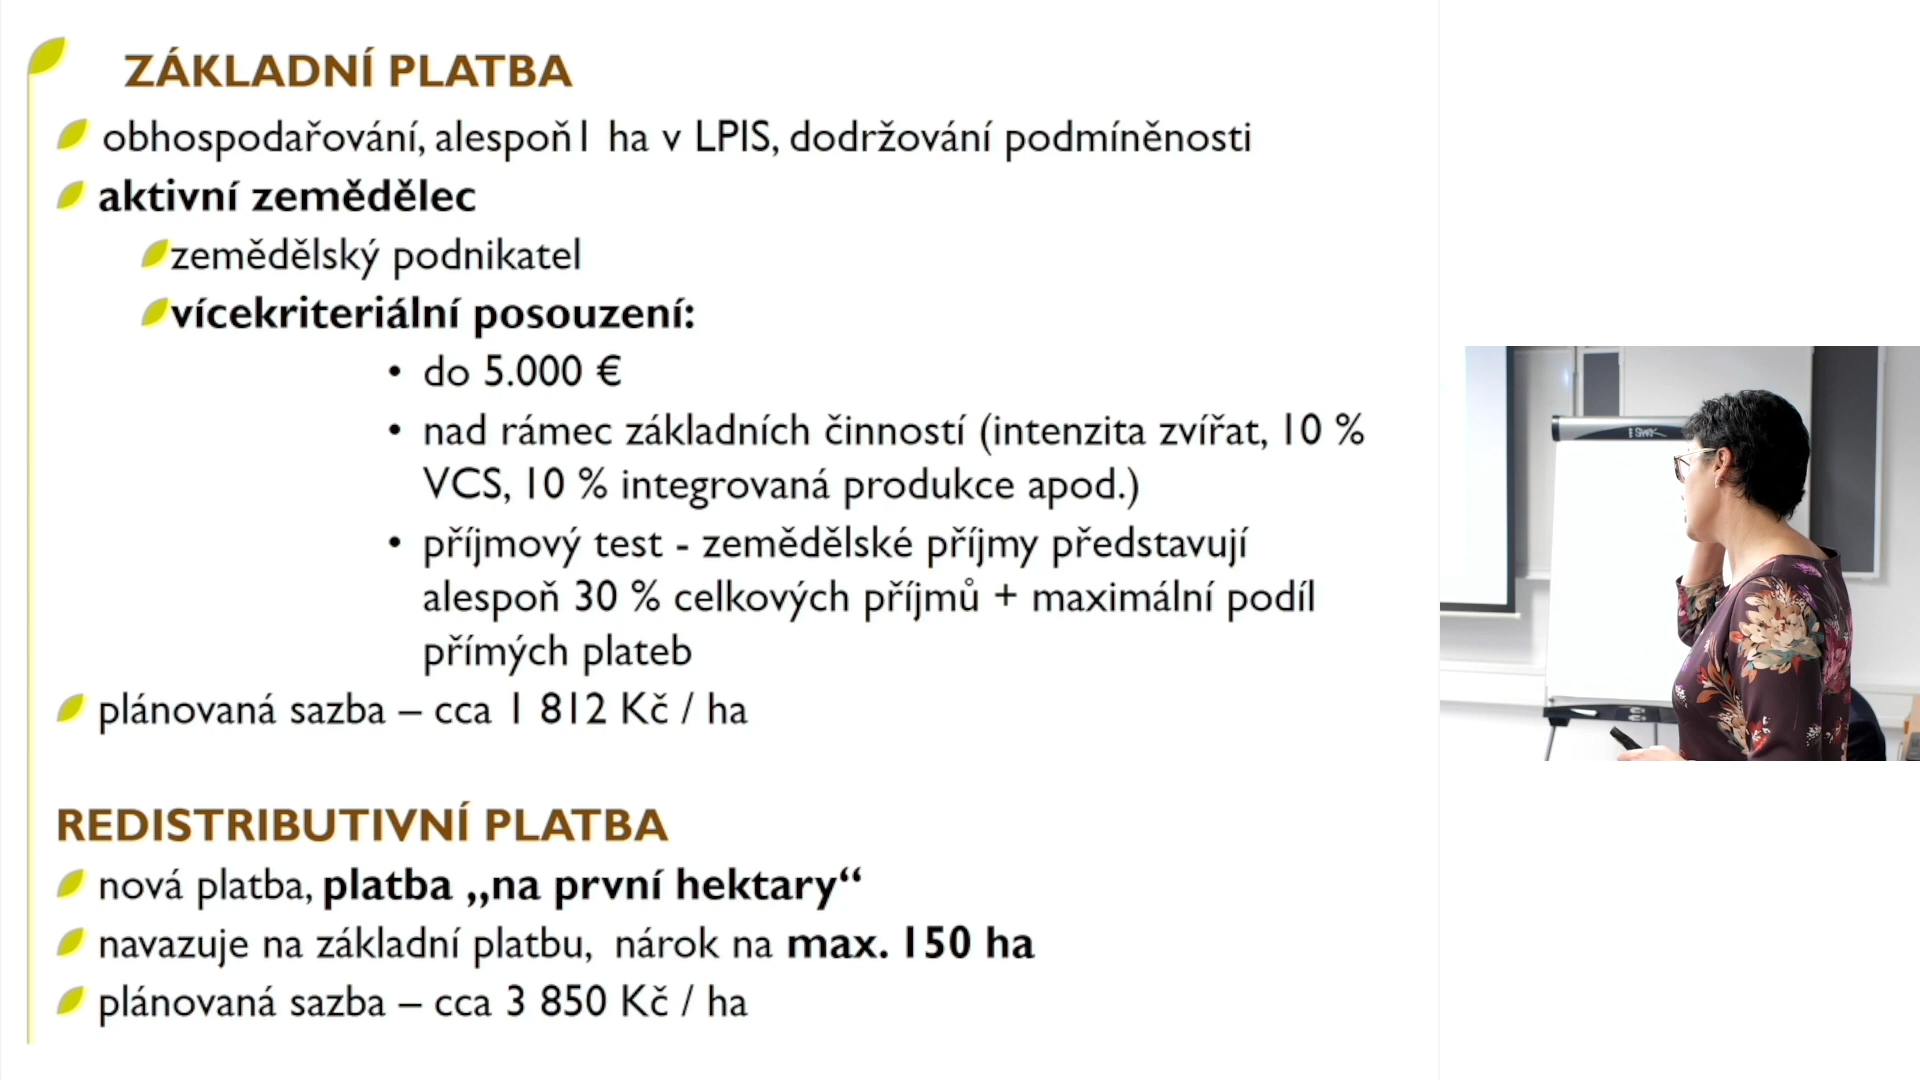 ZÁKLADNÍ PLATBA
obhospodařování, alespoň1 ha v LPIS, dodržování podmíněnosti
aktivní zemědělec
zemědělský podnikatel
vícekriteriální posouzení:
• do 5.000 €
• nad rámec základních činností (intenzita zvířat, 10 %
VCS, 10 % integrovaná produkce apod.)
• příjmový test - zemědělské příjmy představují
alespoň 30 % celkových příjmů + maximální podíl
přímých plateb
plánovaná sazba – cca 1 812 Kč / ha
REDISTRIBUTIVNÍ PLATBA
nová platba, platba „na první hektary“
navazuje na základní platbu, nárok na max. 150 ha
plánovaná sazba – cca 3 850 Kč / ha